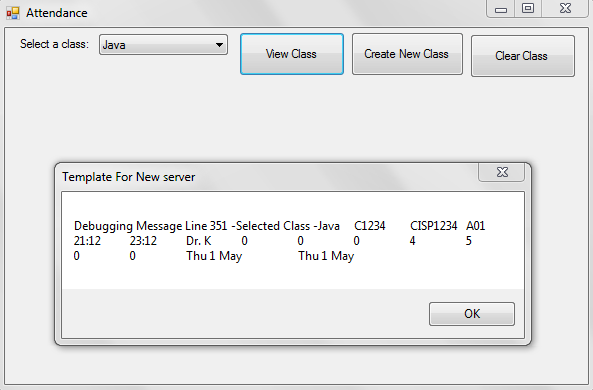 Attendance
Select a class: Java View Class Create New Class Clear Class
Template For New server
Debugging Message Line 351 -Selected Class -Java C1234 CISP1234 A01
21:12 23:12 Dr. K 0 0 4 5
0 0 Thu 1 May Thu 1 May
OK